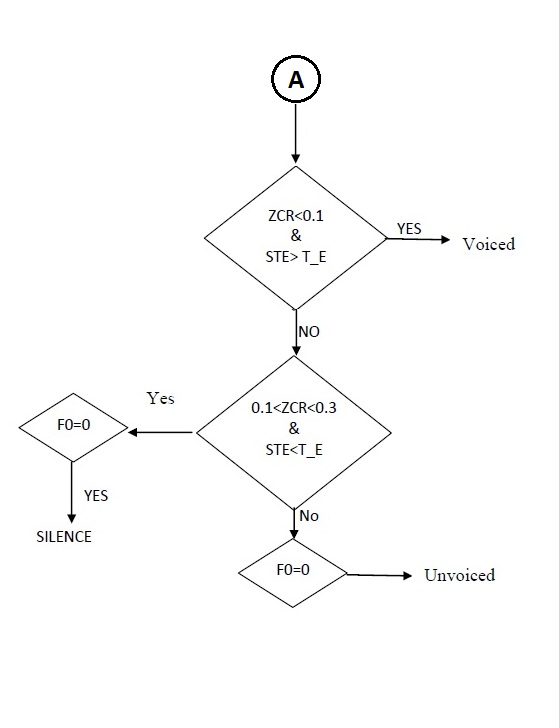 A
ZCR<0.1
&
STE> T_E
YES
Voiced
NO
0.1<ZCR<0.3
&
STE<T_E
Yes
F0=0
YES
SILENCE
No
F0=0
Unvoiced